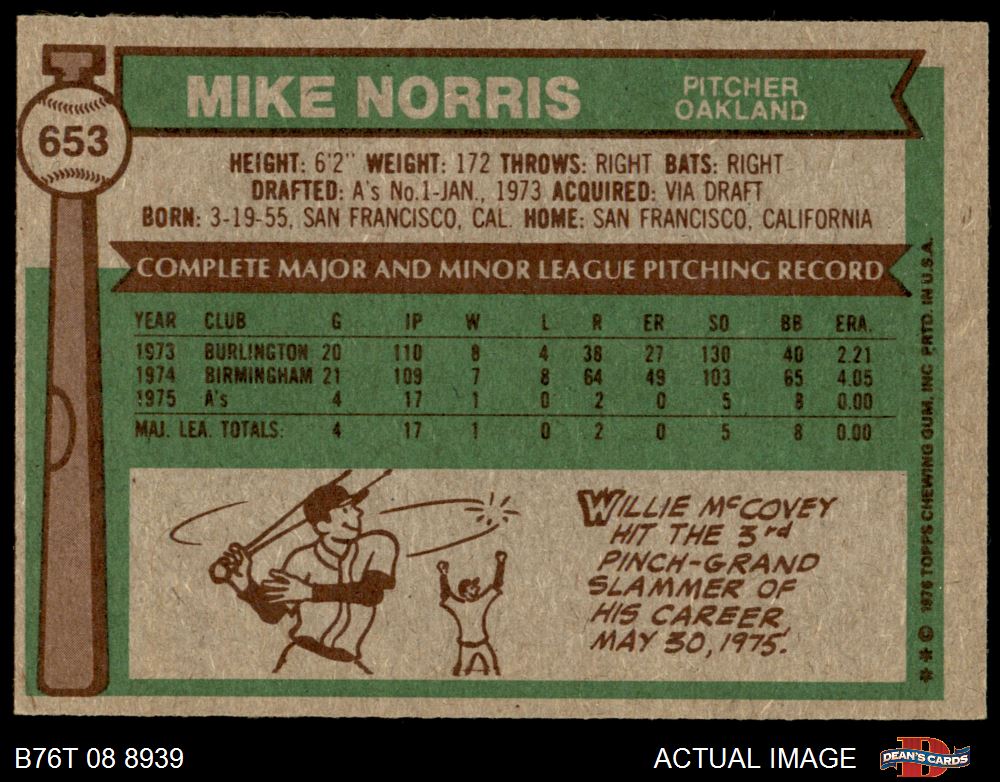 653
MIKE NORRIS
PITCHER
OAKLAND
HEIGHT: 6'2" WEIGHT: 172 THROWS: RIGHT BATS: RIGHT
DRAFTED: A's No.1-JAN., 1973 ACQUIRED: VIA DRAFT
BORN: 3-19-55, SAN FRANCISCO, CAL. HOME: SAN FRANCISCO, CALIFORNIA
COMPLETE MAJOR AND MINOR LEAGUE PITCHING RECORD
YEAR CLUB G IP W L R ER SO BB ERA.
1973 BURLINGTON 20 110 8 4 38 27 130 40 2.21
1974 BIRMINGHAM 21 109 7 8 64 49 103 65 4.05
1975 A's 4 17 1 0 2 0 5 8 0.00
MAJ. LEA. TOTALS: 4 17 1 0 2 0 5 8 0.00
WILLIE McCOVEY
HIT THE 3rd
PINCH-GRAND
SLAMMER OF
HIS CAREER,
MAY 30, 1975.
** © 1976 TOPPS CHEWING GUM, INC PRTD. IN U.S.A.
B76T 08 8939
ACTUAL IMAGE
D
DEAN'S CARDS